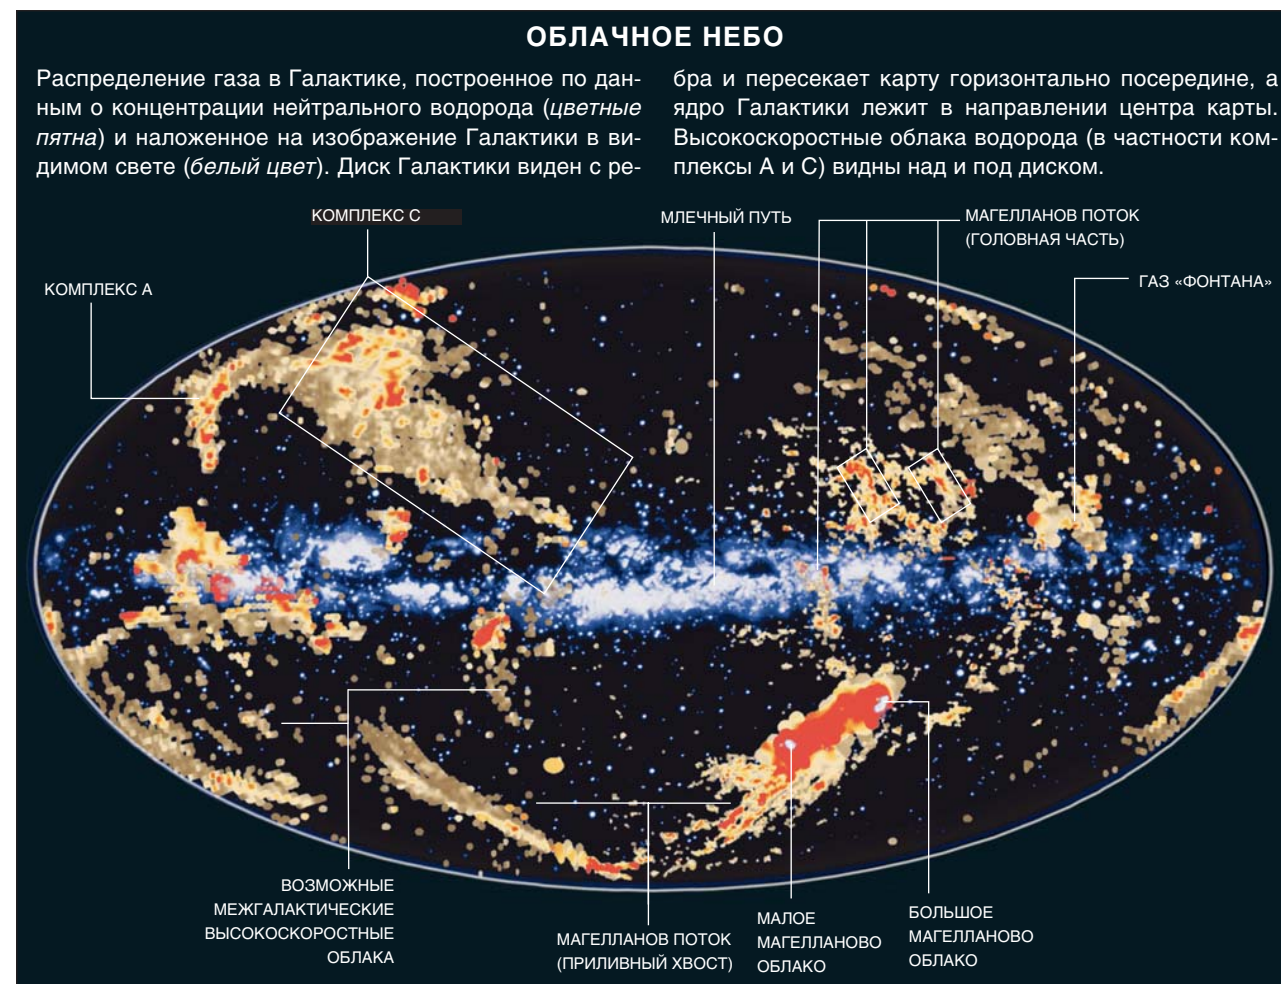 ОБЛАЧНОЕ НЕБО
Распределение газа в Галактике, построенное по дан-
ным о концентрации нейтрального водорода (цветные
пятна) и наложенное на изображение Галактики в ви-
димом свете (белый цвет). Диск Галактики виден с ре-
бра и пересекает карту горизонтально посередине, а
ядро Галактики лежит в направлении центра карты.
Высокоскоростные облака водорода (в частности ком-
плексы А и С) видны над и под диском.
КОМПЛЕКС С
МЛЕЧНЫЙ ПУТЬ
МАГЕЛЛАНОВ ПОТОК
(ГОЛОВНАЯ ЧАСТЬ)
КОМПЛЕКС А
ГАЗ «ФОНТАНА»
ВОЗМОЖНЫЕ
МЕЖГАЛАКТИЧЕСКИЕ
ВЫСОКОСКОРОСТНЫЕ
ОБЛАКА
МАГЕЛЛАНОВ ПОТОК
(ПРИЛИВНЫЙ ХВОСТ)
МАЛОЕ
МАГЕЛЛАНОВО
ОБЛАКО
БОЛЬШОЕ
МАГЕЛЛАНОВО
ОБЛАКО